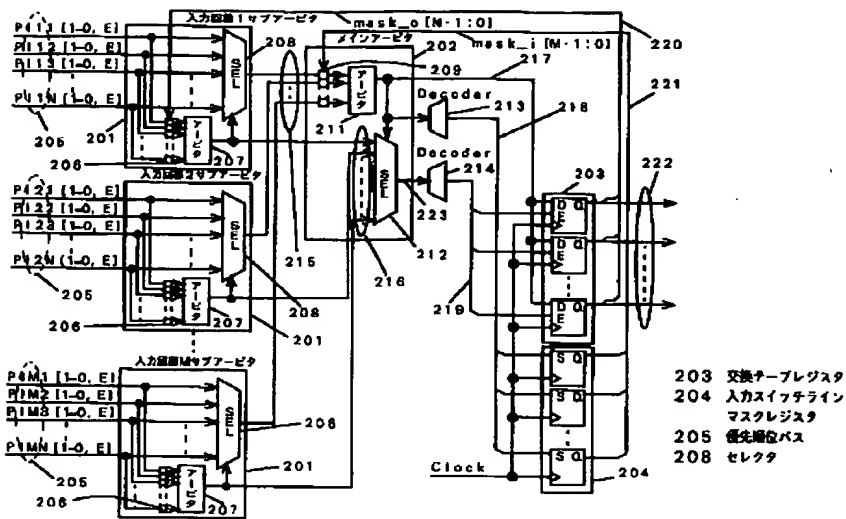 入力回線1サブアービタ
mask_o [N-1:0]
PI11 [1-0, E]
PI12 [1-0, E]
PI13 [1-0, E]
PI1N [1-0, E]
SEL
アービタ
205
201
206
207
208
メインアービタ
202
mask_i [M-1:0]
209
217
220
221
アービタ
211
Decoder
213
218
Decoder
214
SEL
223
212
215
216
219
入力回線2サブアービタ
PI21 [1-0, E]
PI22 [1-0, E]
PI23 [1-0, E]
PI2N [1-0, E]
SEL
アービタ
205
206
207
208
201
203
222
D Q
E
D Q
E
D Q
E
S Q
S Q
S Q
204
Clock
入力回線Mサブアービタ
PIM1 [1-0, E]
PIM2 [1-0, E]
PIM3 [1-0, E]
PIMN [1-0, E]
SEL
アービタ
205
206
207
208
201
203 交換テーブレジスタ
204 入力スイッチライン
マスクレジスタ
205 優先順位バス
208 セレクタ